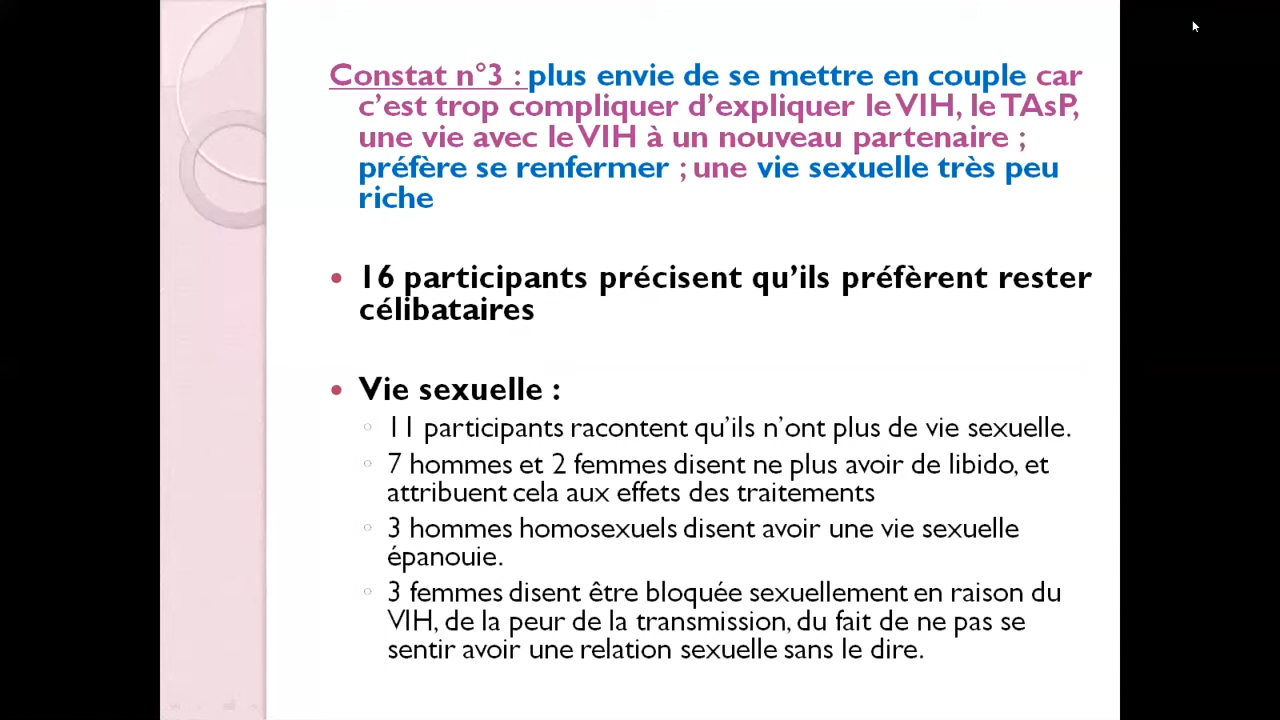 Constat n°3 : plus envie de se mettre en couple car
c’est trop compliquer d’expliquer le VIH, le TAsP,
une vie avec le VIH à un nouveau partenaire ;
préfère se renfermer ; une vie sexuelle très peu
riche
• 16 participants précisent qu’ils préfèrent rester
célibataires
• Vie sexuelle :
◦ 11 participants racontent qu’ils n’ont plus de vie sexuelle.
◦ 7 hommes et 2 femmes disent ne plus avoir de libido, et
attribuent cela aux effets des traitements
◦ 3 hommes homosexuels disent avoir une vie sexuelle
épanouie.
◦ 3 femmes disent être bloquée sexuellement en raison du
VIH, de la peur de la transmission, du fait de ne pas se
sentir avoir une relation sexuelle sans le dire.